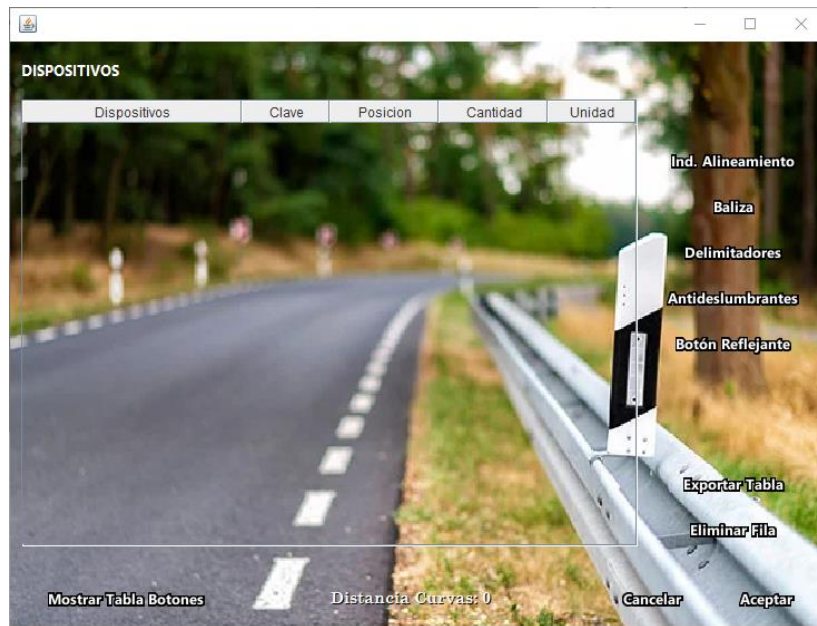 DISPOSITIVOS
Dispositivos Clave Posicion Cantidad Unidad
Ind. Alineamiento
Baliza
Delimitadores
Antideslumbrantes
Botón Reflejante
Exportar Tabla
Eliminar Fila
Mostrar Tabla Botones Distancia Curvas: 0 Cancelar Aceptar